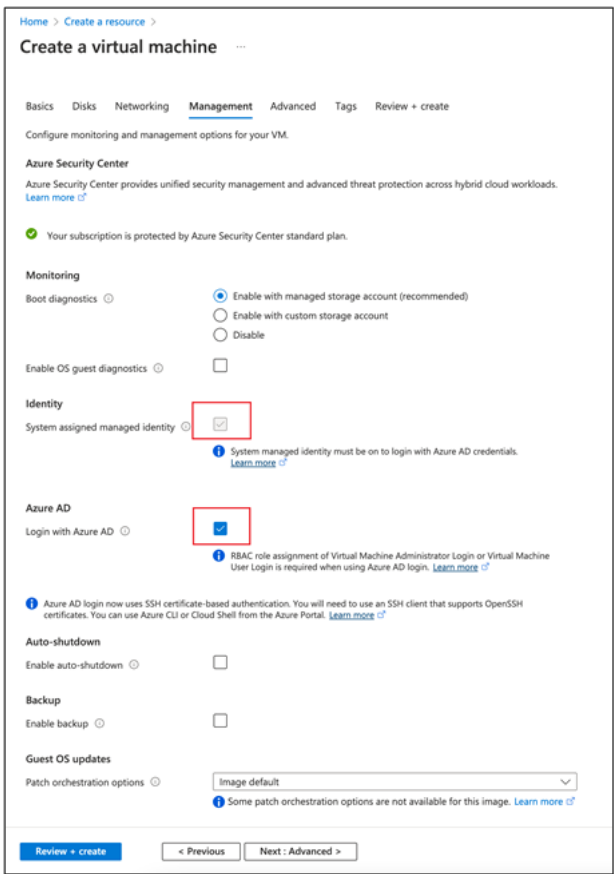 Home > Create a resource >
Create a virtual machine ...
Basics Disks Networking Management Advanced Tags Review + create
Configure monitoring and management options for your VM.
Azure Security Center
Azure Security Center provides unified security management and advanced threat protection across hybrid cloud workloads.
Learn more
Your subscription is protected by Azure Security Center standard plan.
Monitoring
Boot diagnostics
Enable with managed storage account (recommended)
Enable with custom storage account
Disable
Enable OS guest diagnostics
Identity
System assigned managed identity
System managed identity must be on to login with Azure AD credentials.
Learn more
Azure AD
Login with Azure AD
RBAC role assignment of Virtual Machine Administrator Login or Virtual Machine
User Login is required when using Azure AD login. Learn more
Azure AD login now uses SSH certificate-based authentication. You will need to use an SSH client that supports OpenSSH
certificates. You can use Azure CLI or Cloud Shell from the Azure Portal. Learn more
Auto-shutdown
Enable auto-shutdown
Backup
Enable backup
Guest OS updates
Patch orchestration options
Image default
Some patch orchestration options are not available for this image. Learn more
Review + create < Previous Next : Advanced >